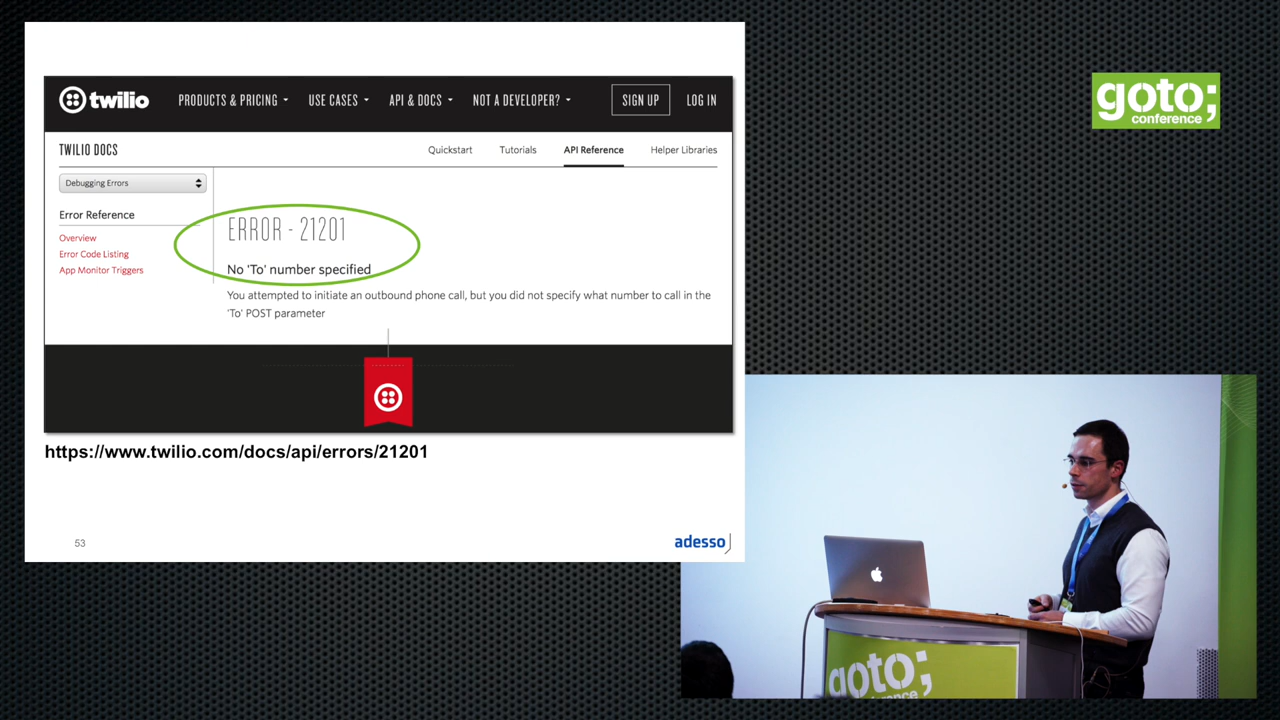 twilio
PRODUCTS & PRICING
USE CASES
API & DOCS
NOT A DEVELOPER?
SIGN UP
LOG IN
TWILIO DOCS
Quickstart
Tutorials
API Reference
Helper Libraries
Debugging Errors
Error Reference
Overview
Error Code Listing
App Monitor Triggers
ERROR - 21201
No 'To' number specified
You attempted to initiate an outbound phone call, but you did not specify what number to call in the
'To' POST parameter
https://www.twilio.com/docs/api/errors/21201
53
adesso
goto;
conference
goto;
conference